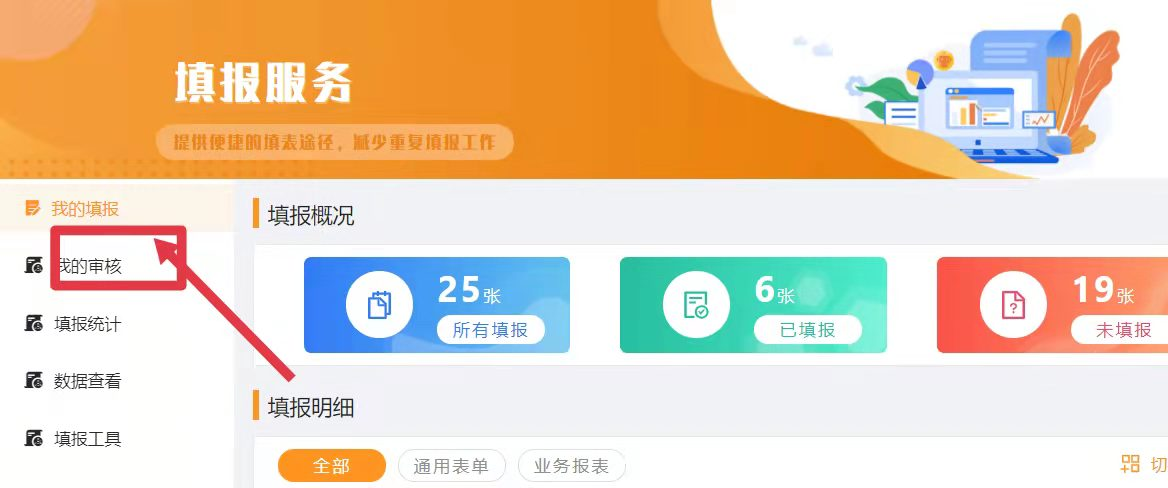 填报服务
提供便捷的填表途径，减少重复填报工作
我的填报
我的审核
填报统计
数据查看
填报工具
填报概况
25张
所有填报
6张
已填报
19张
未填报
填报明细
全部
通用表单
业务报表
切